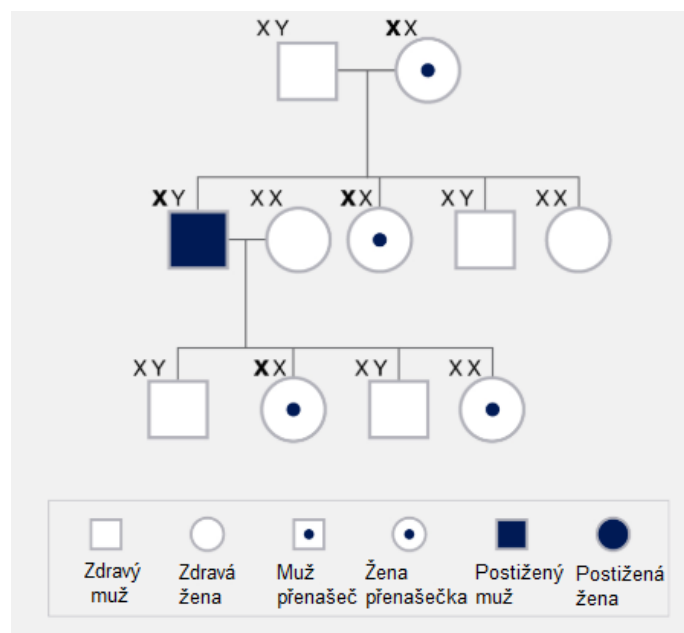 XY XX
XY XX XX XY XX
XY XX XY XX
Zdravý muž
Zdravá žena
Muž přenašeč
Žena přenašečka
Postižený muž
Postižená žena